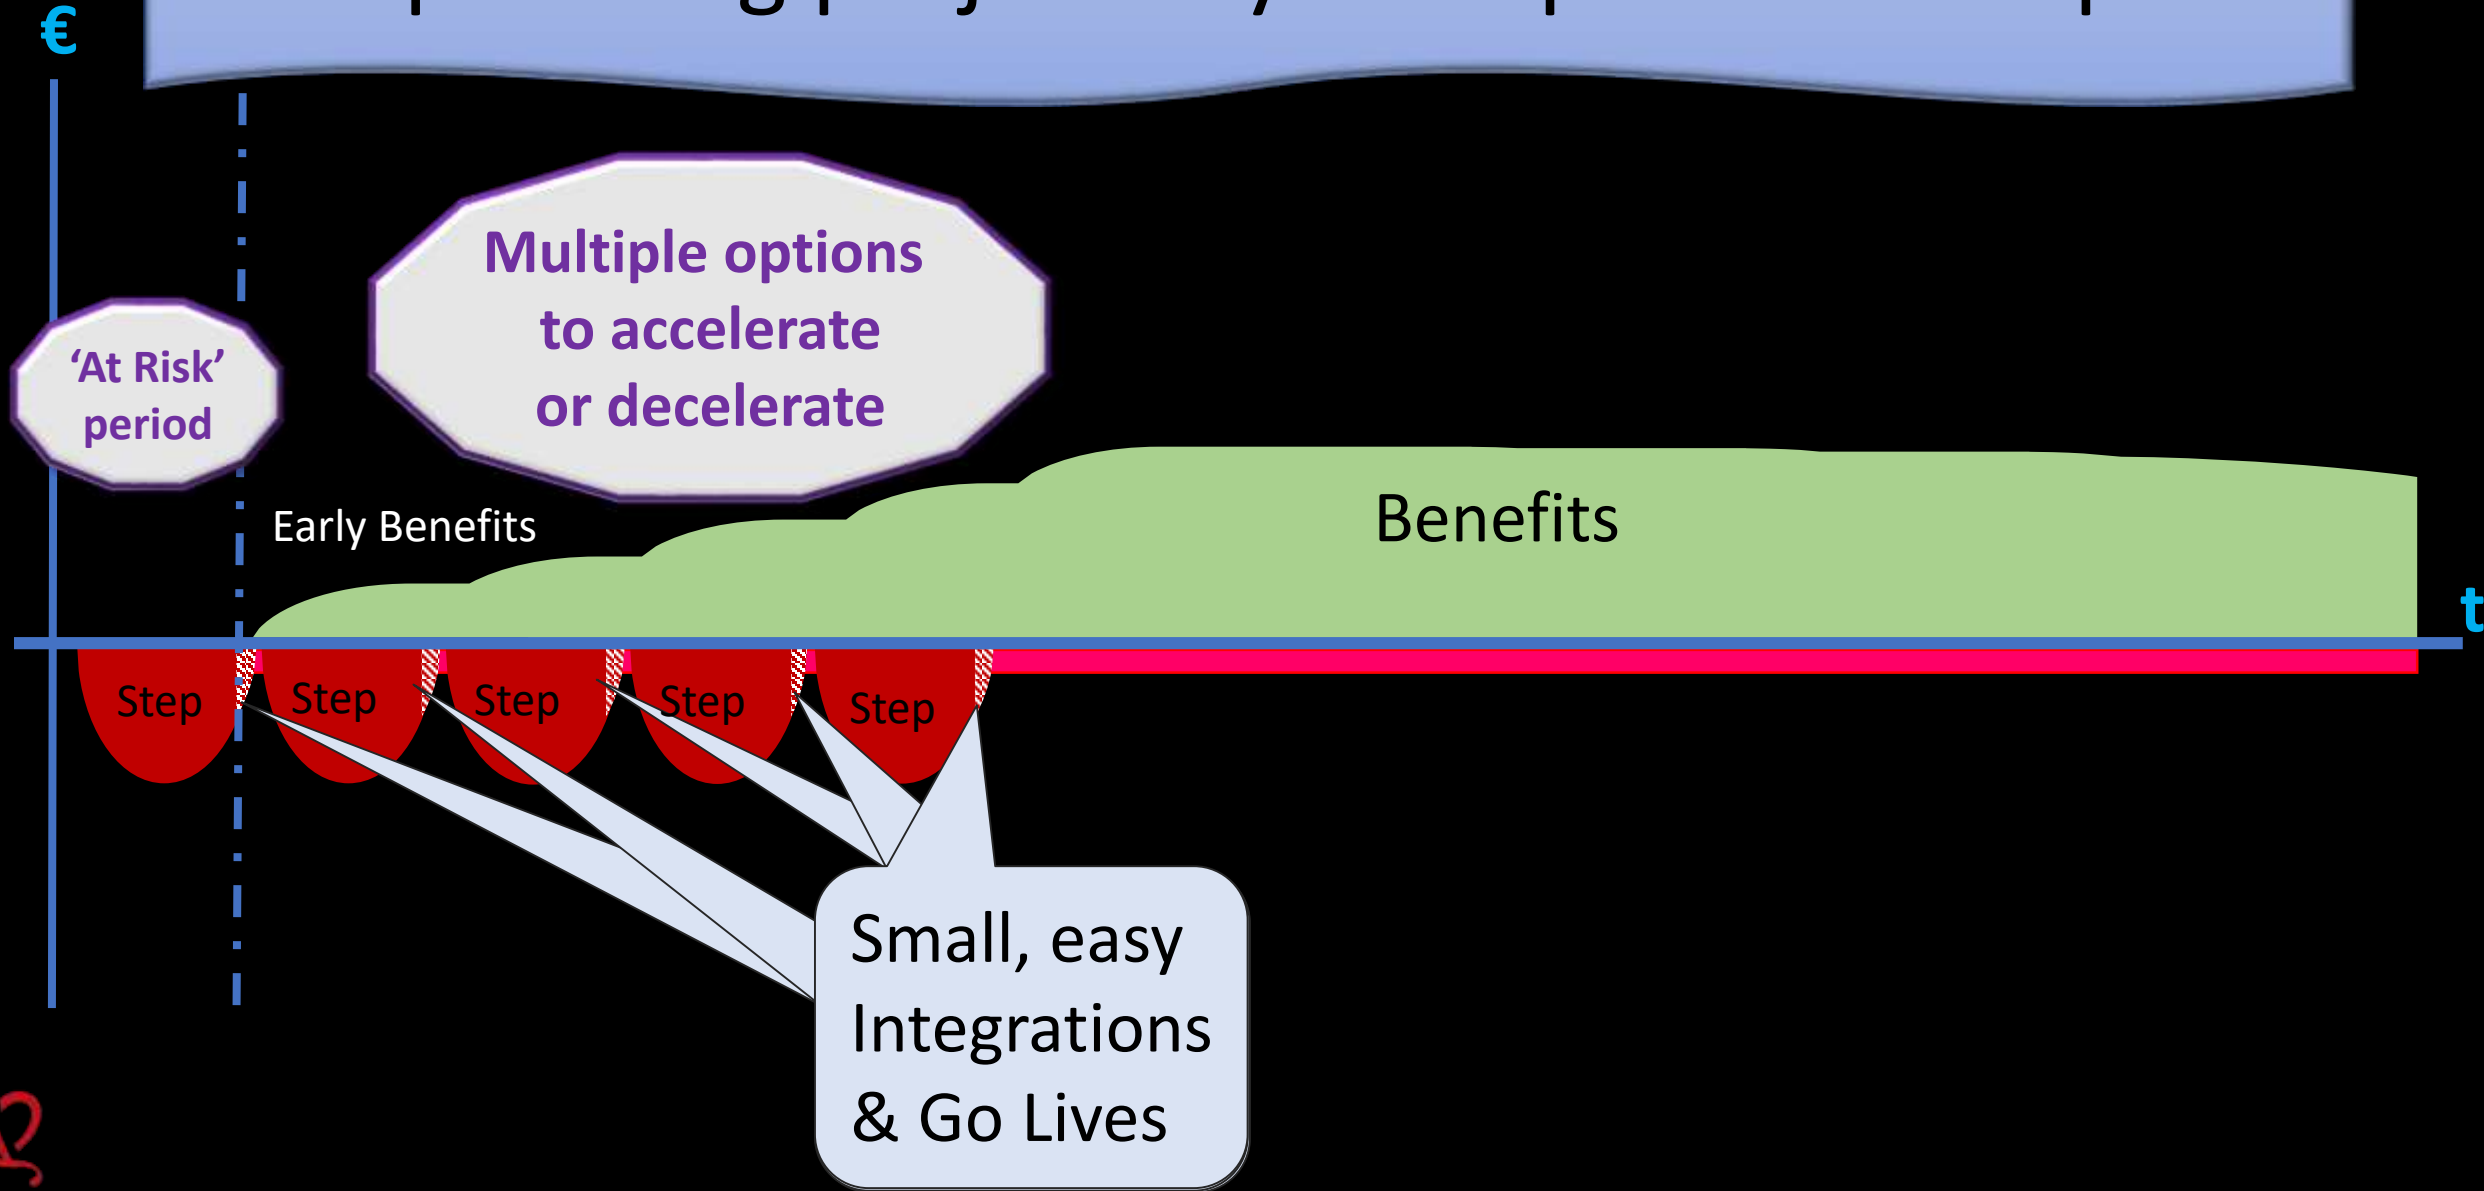 €
‘At Risk’
period
Multiple options
to accelerate
or decelerate
Early Benefits
Benefits
t
Step
Step
Step
Step
Step
Small, easy
Integrations
& Go Lives